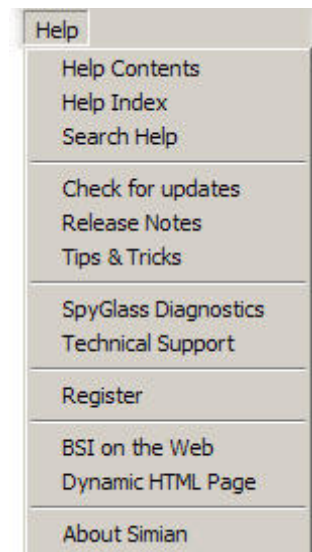 Help
Help Contents
Help Index
Search Help
Check for updates
Release Notes
Tips & Tricks
SpyGlass Diagnostics
Technical Support
Register
BSI on the Web
Dynamic HTML Page
About Simian